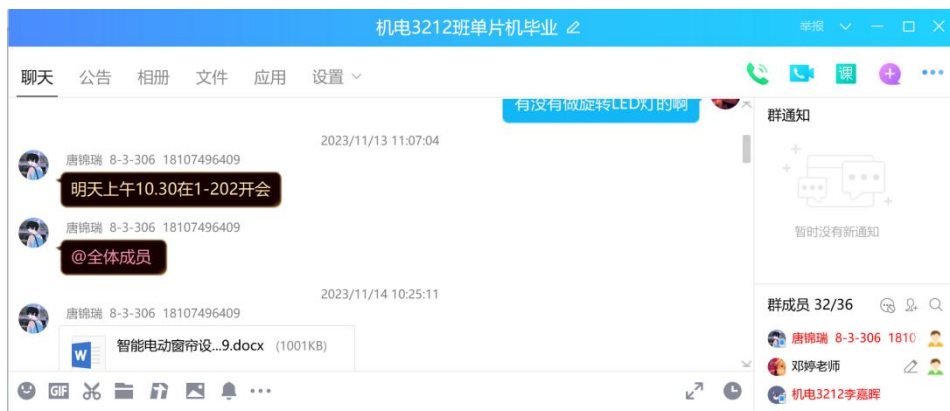 机电3212班单片机毕业
举报
聊天 公告 相册 文件 应用 设置
课
有没有做旋转LED灯的啊
2023/11/13 11:07:04
唐锦瑞 8-3-306 18107496409
明天上午10.30在1-202开会
唐锦瑞 8-3-306 18107496409
@全体成员
2023/11/14 10:25:11
唐锦瑞 8-3-306 18107496409
W
智能电动窗帘设...9.docx (1001KB)
GIF
群通知
暂时没有新通知
群成员 32/36
唐锦瑞 8-3-306 1810
邓婷老师
机电3212李嘉晖